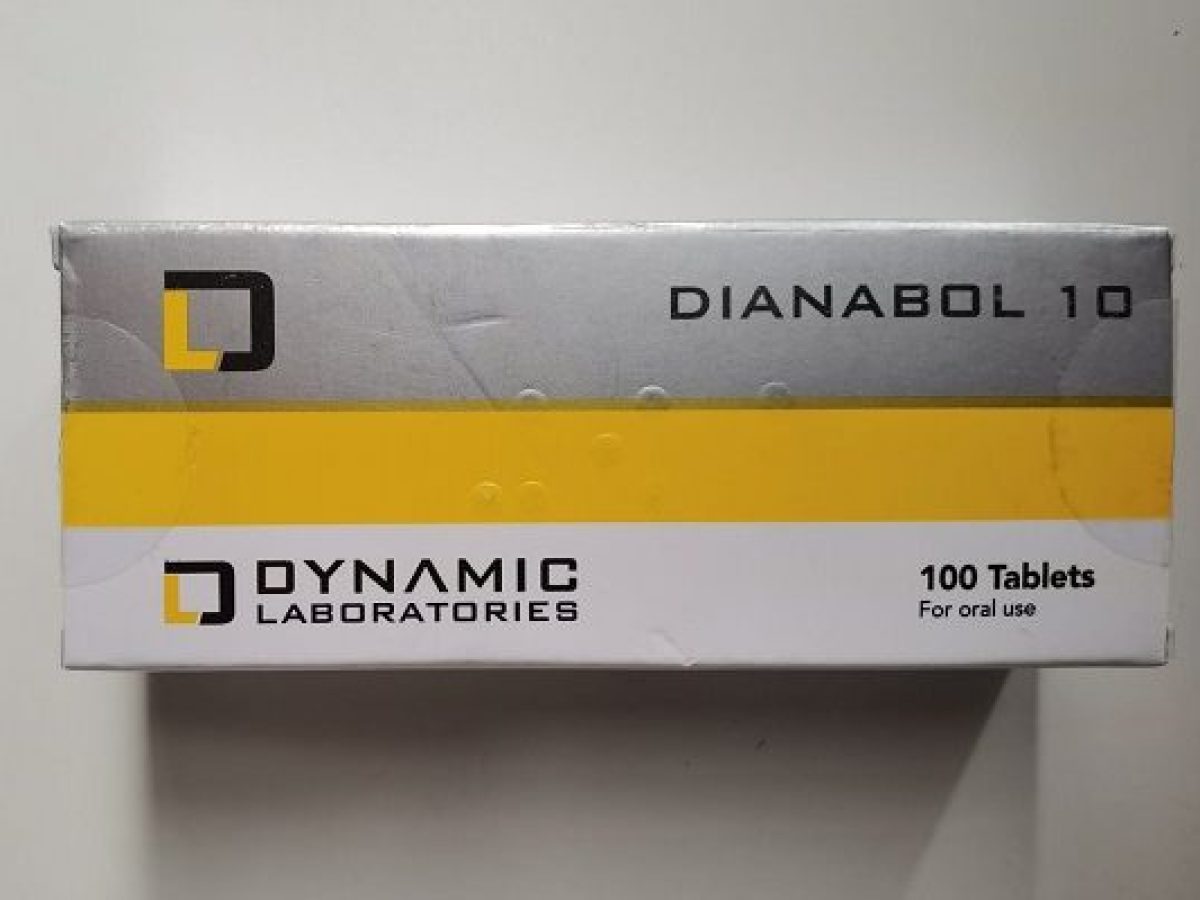 DIANABOL 10
DYNAMIC
LABORATORIES
100 Tablets
For oral use